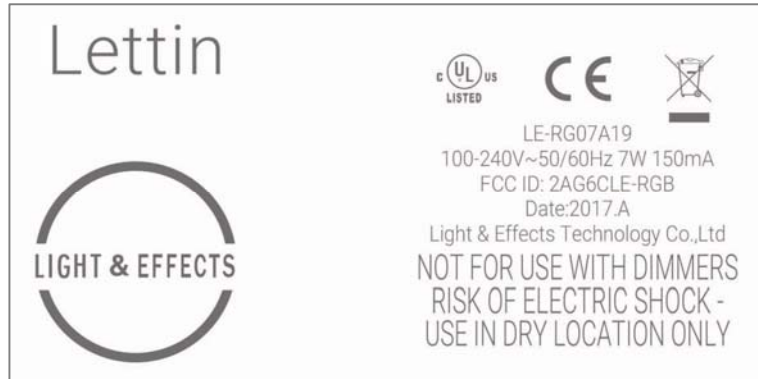 Lettin
LIGHT & EFFECTS
C UL US
LISTED
CE
LE-RG07A19
100-240V~50/60Hz 7W 150mA
FCC ID: 2AG6CLE-RGB
Date:2017.A
Light & Effects Technology Co.,Ltd
NOT FOR USE WITH DIMMERS
RISK OF ELECTRIC SHOCK -
USE IN DRY LOCATION ONLY